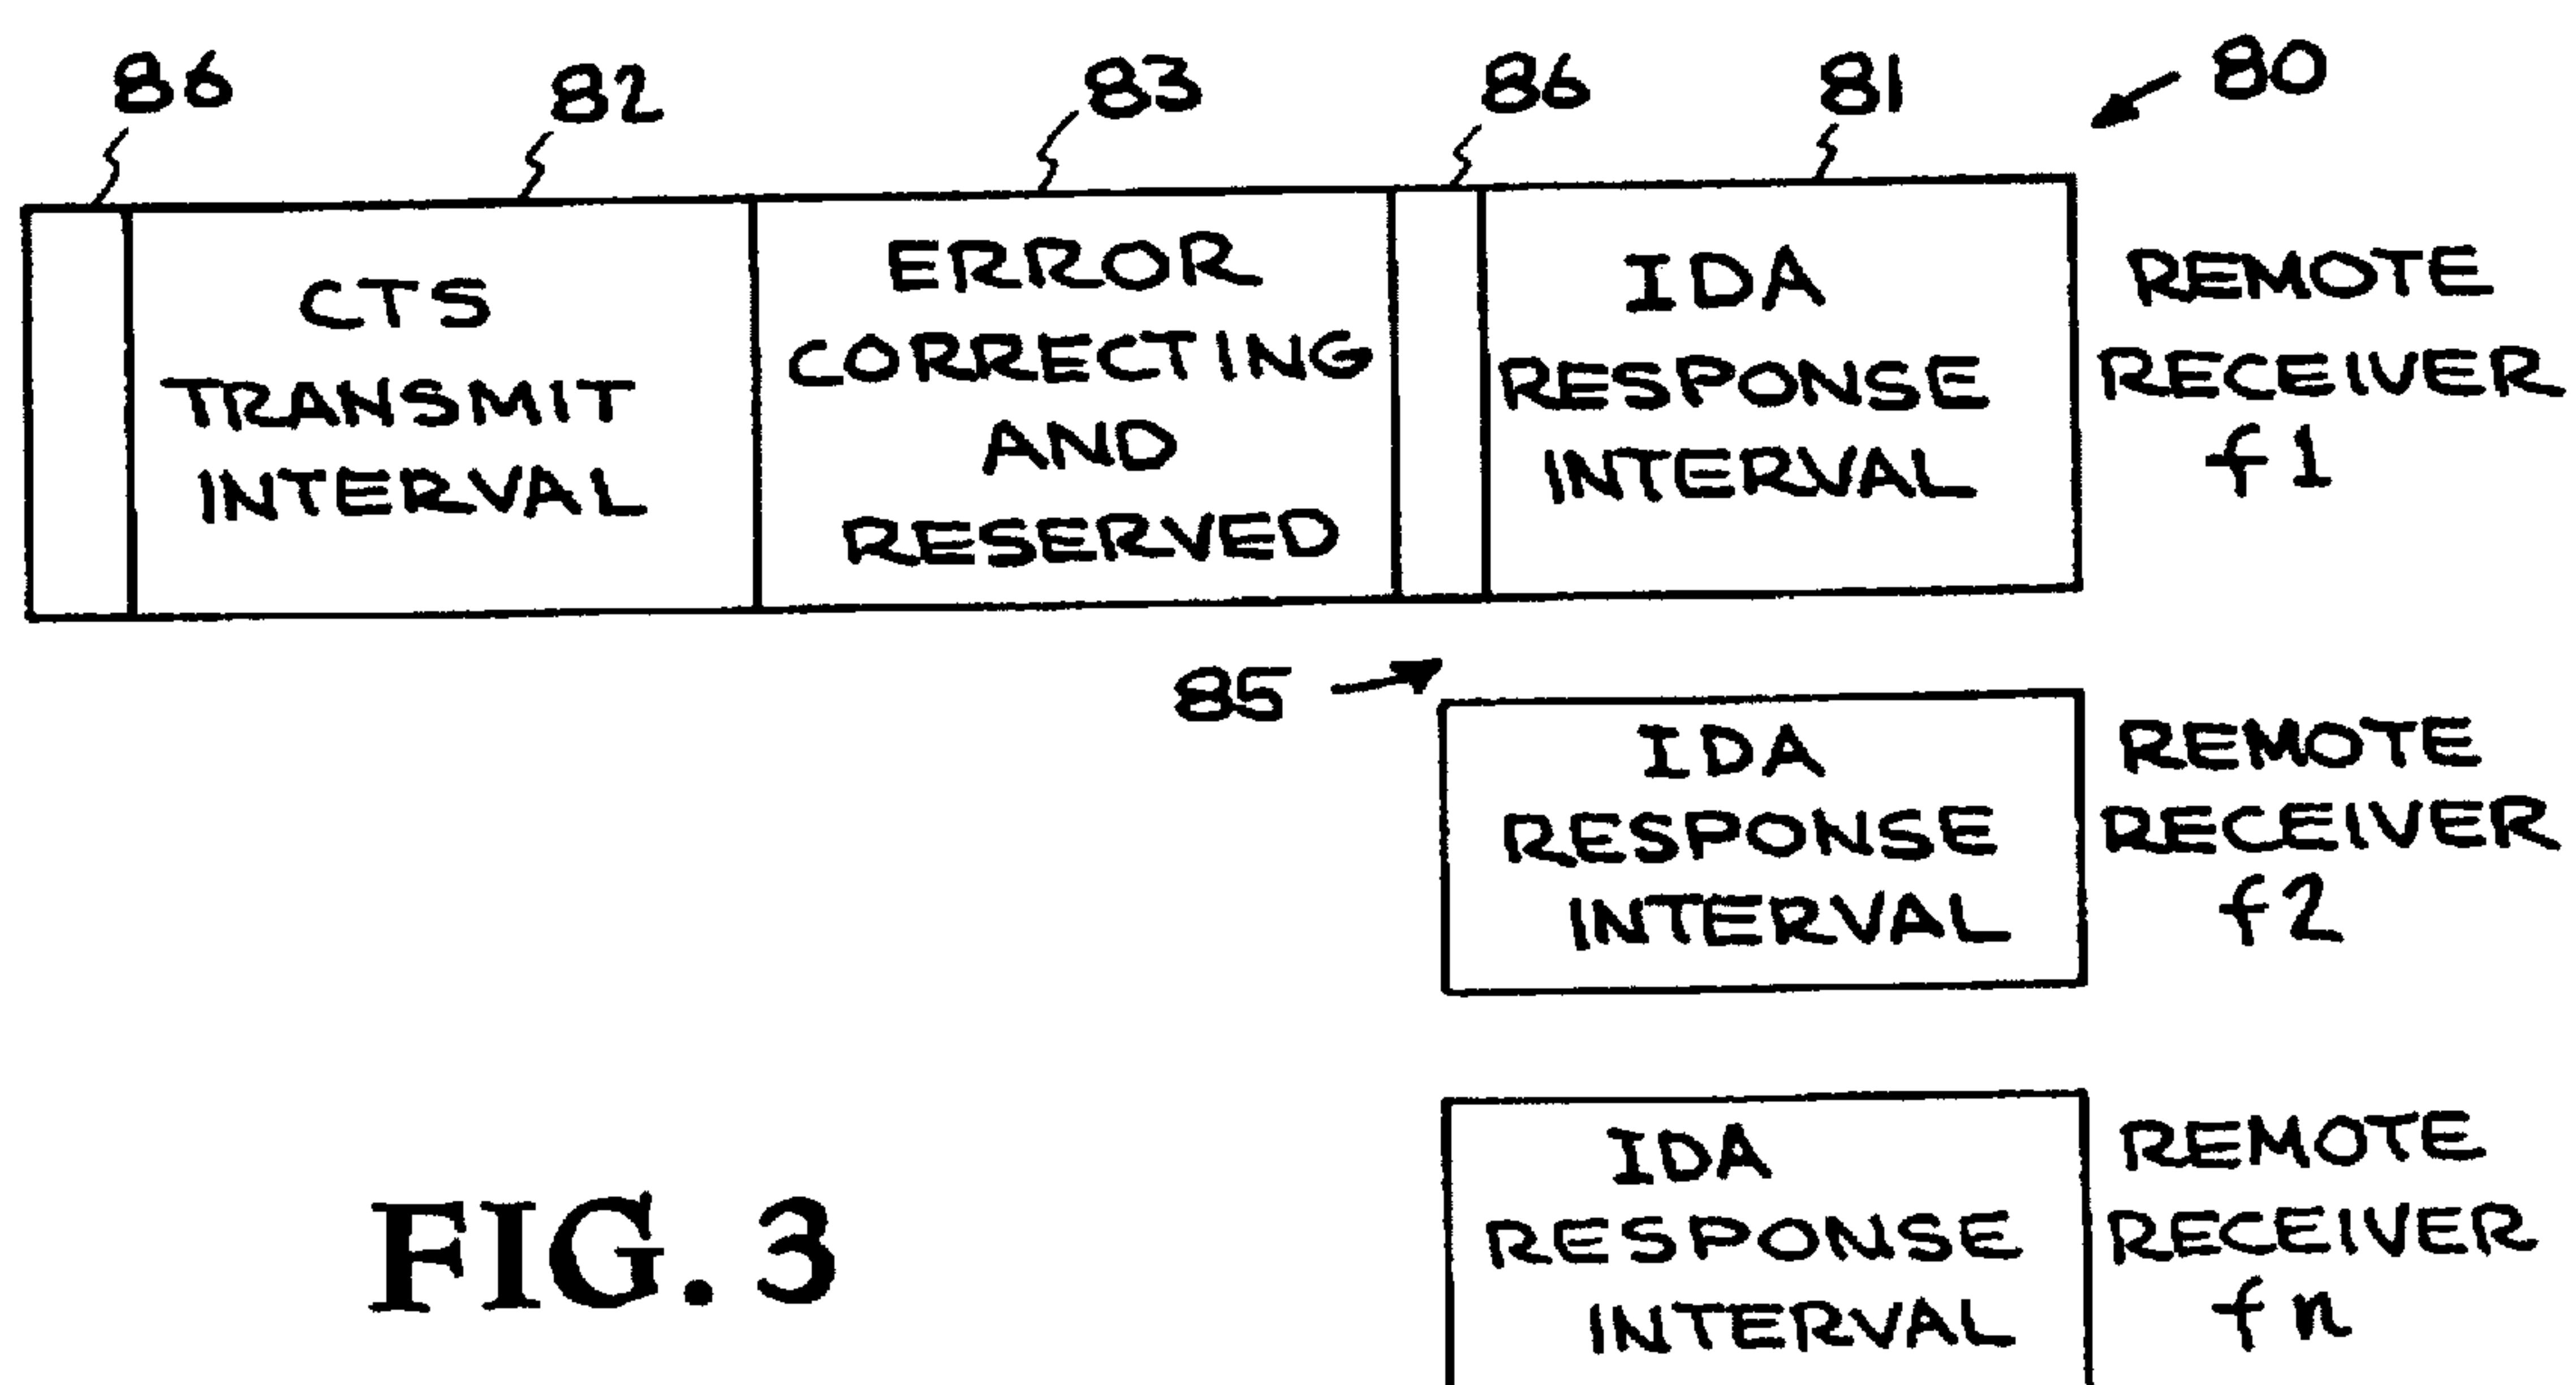 86 82 83 86 81 80
CTS
TRANSMIT
INTERVAL
ERROR
CORRECTING
AND
RESERVED
IDA
RESPONSE
INTERVAL
REMOTE
RECEIVER
f1
85
IDA
RESPONSE
INTERVAL
REMOTE
RECEIVER
f2
IDA
RESPONSE
INTERVAL
REMOTE
RECEIVER
fn
FIG. 3